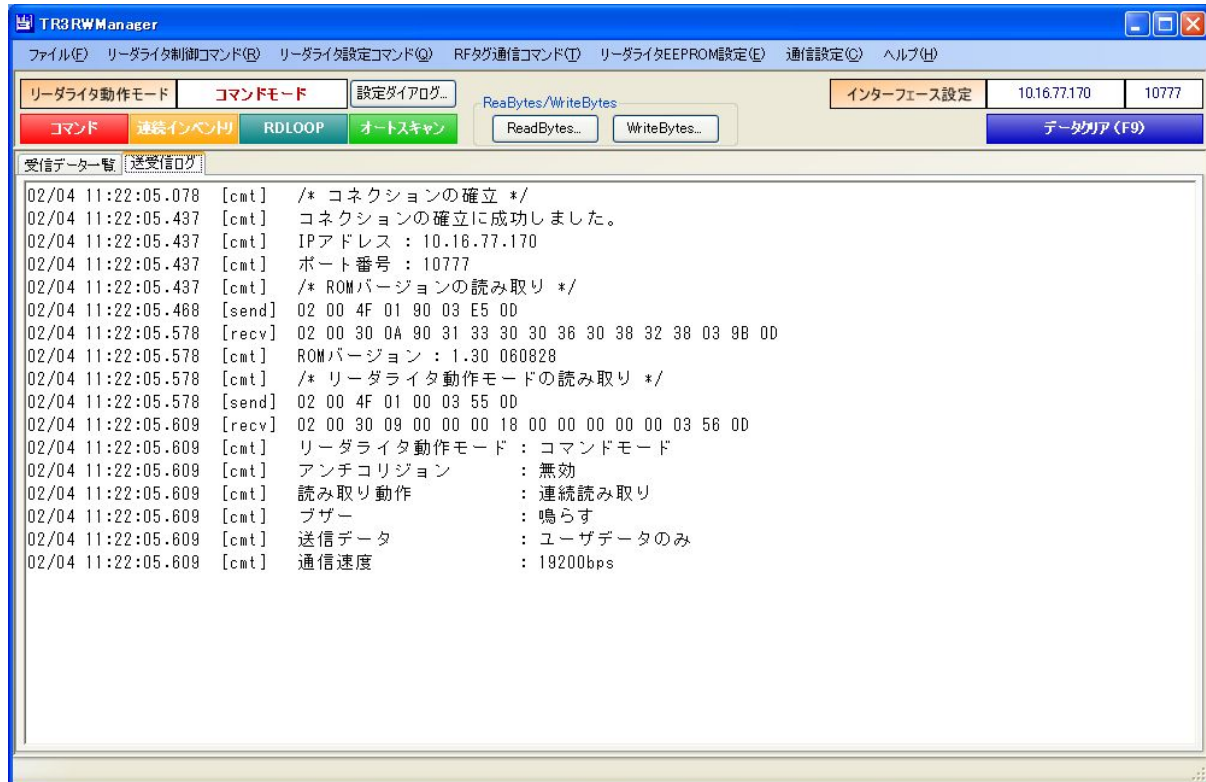 TR3RWManager
ファイル(F) リーダライタ制御コマンド(R) リーダライタ設定コマンド(Q) RFタグ通信コマンド(T) リーダライタEEPROM設定(E) 通信設定(C) ヘルプ(H)
リーダライタ動作モード コマンドモード 設定ダイアログ... ReaBytes/WriteBytes インターフェース設定 10.16.77.170 10777
コマンド 連続インベントリ RDLOOP オートスキャン ReadBytes... WriteBytes... データクリア (F9)
受信データ一覧 送受信ログ
02/04 11:22:05.078 [cmt] /* コネクションの確立 */
02/04 11:22:05.437 [cmt] コネクションの確立に成功しました。
02/04 11:22:05.437 [cmt] IPアドレス : 10.16.77.170
02/04 11:22:05.437 [cmt] ポート番号 : 10777
02/04 11:22:05.437 [cmt] /* ROMバージョンの読み取り */
02/04 11:22:05.468 [send] 02 00 4F 01 90 03 E5 0D
02/04 11:22:05.578 [recv] 02 00 30 0A 90 31 33 30 30 36 30 38 32 38 03 9B 0D
02/04 11:22:05.578 [cmt] ROMバージョン : 1.30 060828
02/04 11:22:05.578 [cmt] /* リーダライタ動作モードの読み取り */
02/04 11:22:05.578 [send] 02 00 4F 01 00 03 55 0D
02/04 11:22:05.609 [recv] 02 00 30 09 00 00 00 18 00 00 00 00 00 03 56 0D
02/04 11:22:05.609 [cmt] リーダライタ動作モード : コマンドモード
02/04 11:22:05.609 [cmt] アンチコリジョン : 無効
02/04 11:22:05.609 [cmt] 読み取り動作 : 連続読み取り
02/04 11:22:05.609 [cmt] ブザー : 鳴らす
02/04 11:22:05.609 [cmt] 送信データ : ユーザデータのみ
02/04 11:22:05.609 [cmt] 通信速度 : 19200bps